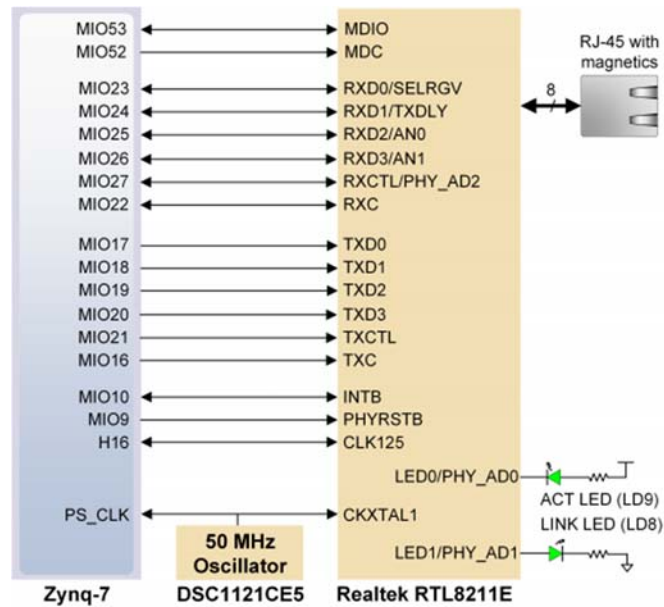 MIO53 MDIO
MIO52 MDC
RJ-45 with
magnetics
MIO23 RXD0/SELRGV
8
MIO24 RXD1/TXDLY
MIO25 RXD2/AN0
MIO26 RXD3/AN1
MIO27 RXCTL/PHY_AD2
MIO22 RXC
MIO17 TXD0
MIO18 TXD1
MIO19 TXD2
MIO20 TXD3
MIO21 TXCTL
MIO16 TXC
MIO10 INTB
MIO9 PHYRSTB
H16 CLK125
LED0/PHY_AD0
ACT LED (LD9)
PS_CLK CKXTAL1
LINK LED (LD8)
50 MHz
Oscillator
LED1/PHY_AD1
Zynq-7 DSC1121CE5 Realtek RTL8211E